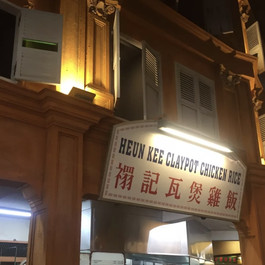 HEUN KEE CLAYPOT CHICKEN RICE
禤記瓦煲雞飯